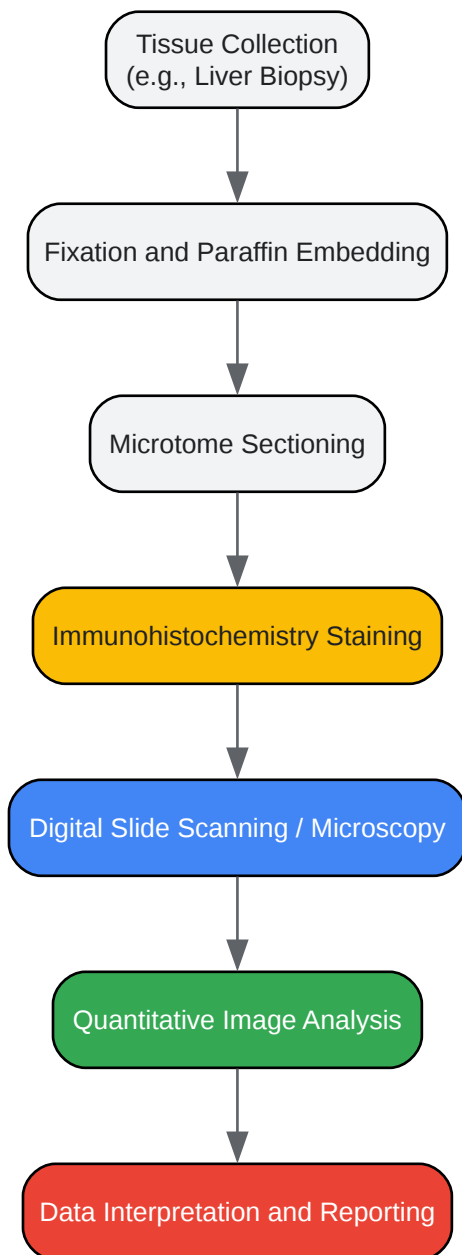 Tissue Collection
(e.g., Liver Biopsy)
Fixation and Paraffin Embedding
Microtome Sectioning
Immunohistochemistry Staining
Digital Slide Scanning / Microscopy
Quantitative Image Analysis
Data Interpretation and Reporting